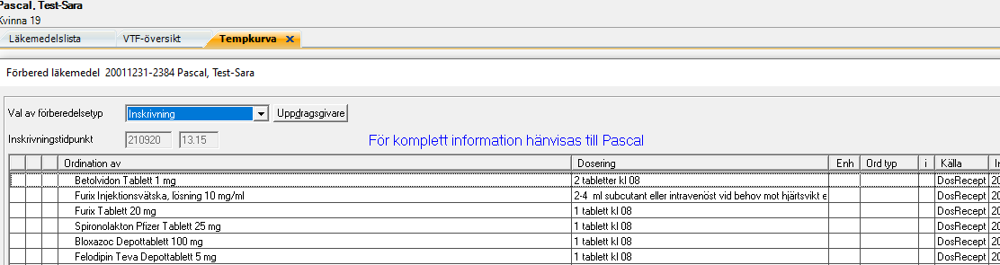 Pascal, Test-Sara
Kvinna 19
Läkemedelslista VTF-översikt Tempkurva X
Förbered läkemedel 20011231-2384 Pascal, Test-Sara
Val av förberedelsetyp Inskrivning Uppdragsgivare
Inskrivningstidpunkt 210920 13.15
För komplett information hänvisas till Pascal
Ordination av Dosering Enh Ord typ i Källa In
Betolvidon Tablett 1 mg 2 tabletter kl 08 DosRecept 20
Furix Injektionsvätska, lösning 10 mg/ml 2-4 ml subcutant eller intravenöst vid behov mot hjärtsvikt e DosRecept 20
Furix Tablett 20 mg 1 tablett kl 08 DosRecept 20
Spironolakton Pfizer Tablett 25 mg 1 tablett kl 08 DosRecept 20
Bloxazoc Depottablett 100 mg 1 tablett kl 08 DosRecept 20
Felodipin Teva Depottablett 5 mg 1 tablett kl 08 DosRecept 20